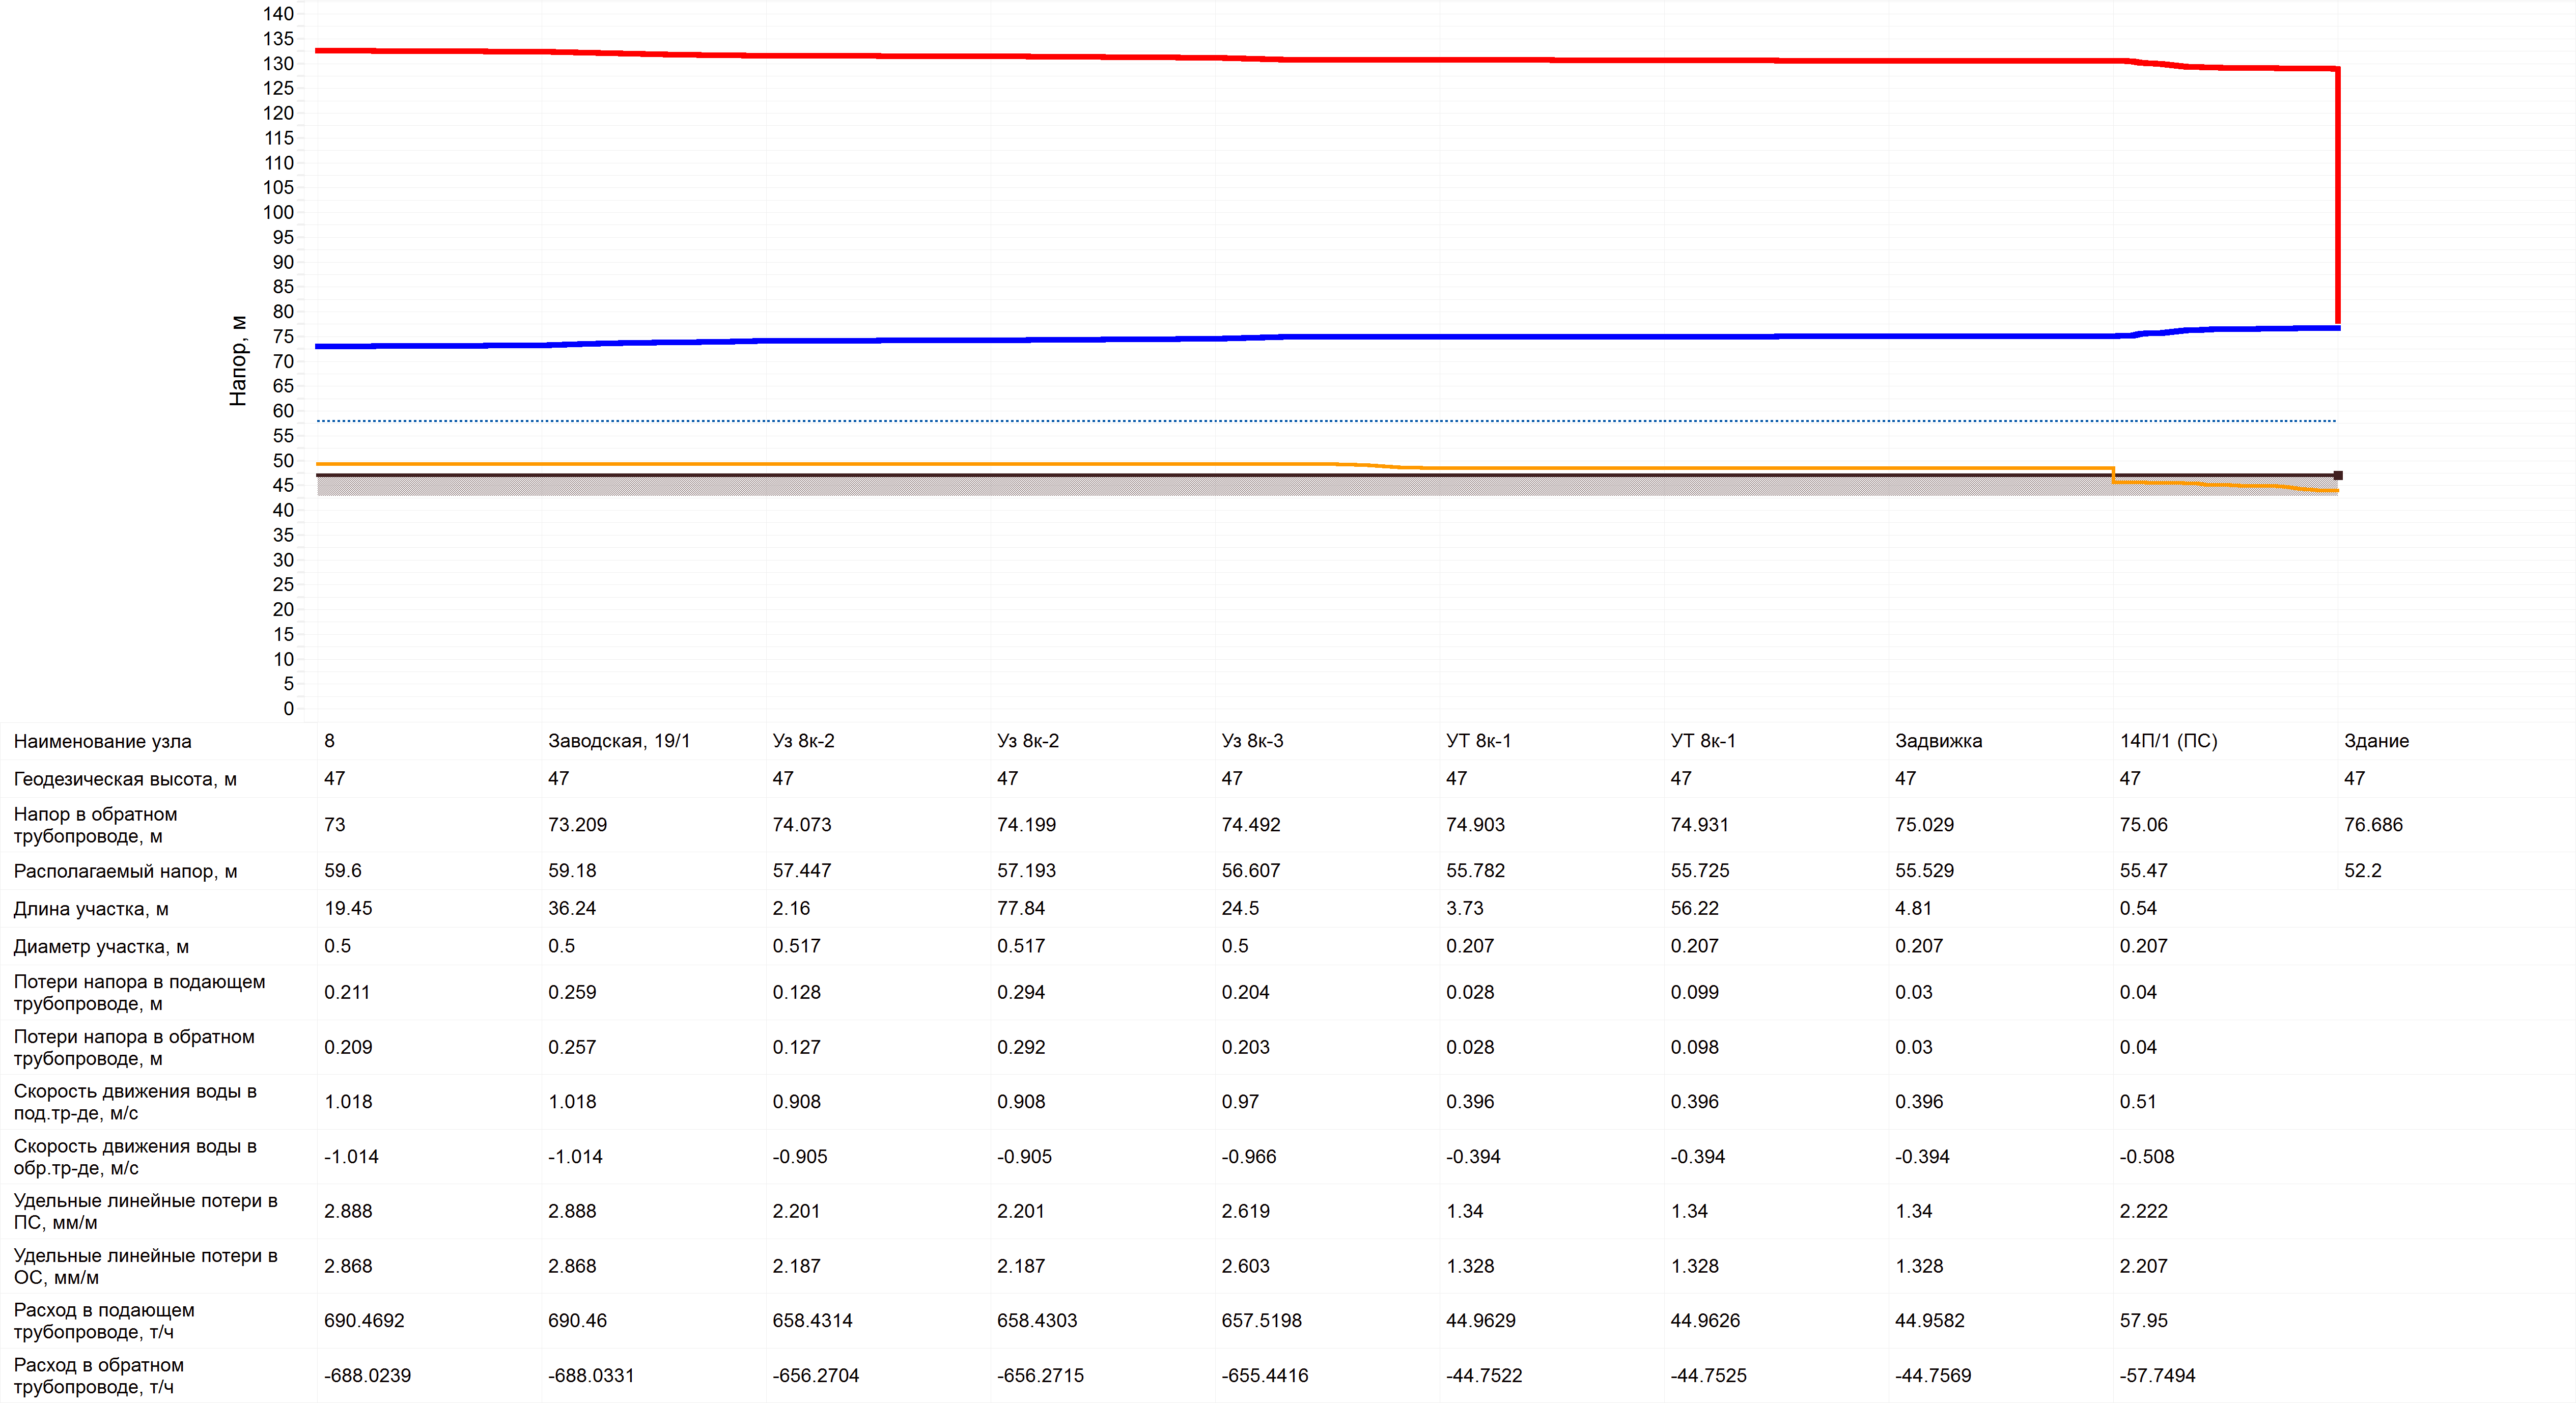 140
135
130
125
120
115
110
105
100
95
90
85
80
75
70
65
60
55
50
45
40
35
30
25
20
15
10
5
0
Напор, м
Наименование узла 8 Заводская, 19/1 Уз 8к-2 Уз 8к-2 Уз 8к-3 УТ 8к-1 УТ 8к-1 Задвижка 14П/1 (ПС) Здание
Геодезическая высота, м 47 47 47 47 47 47 47 47 47 47
Напор в обратном
трубопроводе, м 73 73.209 74.073 74.199 74.492 74.903 74.931 75.029 75.06 76.686
Располагаемый напор, м 59.6 59.18 57.447 57.193 56.607 55.782 55.725 55.529 55.47 52.2
Длина участка, м 19.45 36.24 2.16 77.84 24.5 3.73 56.22 4.81 0.54
Диаметр участка, м 0.5 0.5 0.517 0.517 0.5 0.207 0.207 0.207 0.207
Потери напора в подающем
трубопроводе, м 0.211 0.259 0.128 0.294 0.204 0.028 0.099 0.03 0.04
Потери напора в обратном
трубопроводе, м 0.209 0.257 0.127 0.292 0.203 0.028 0.098 0.03 0.04
Скорость движения воды в
под.тр-де, м/с 1.018 1.018 0.908 0.908 0.97 0.396 0.396 0.396 0.51
Скорость движения воды в
обр.тр-де, м/с -1.014 -1.014 -0.905 -0.905 -0.966 -0.394 -0.394 -0.394 -0.508
Удельные линейные потери в
ПС, мм/м 2.888 2.888 2.201 2.201 2.619 1.34 1.34 1.34 2.222
Удельные линейные потери в
ОС, мм/м 2.868 2.868 2.187 2.187 2.603 1.328 1.328 1.328 2.207
Расход в подающем
трубопроводе, т/ч 690.4692 690.46 658.4314 658.4303 657.5198 44.9629 44.9626 44.9582 57.95
Расход в обратном
трубопроводе, т/ч -688.0239 -688.0331 -656.2704 -656.2715 -655.4416 -44.7522 -44.7525 -44.7569 -57.7494